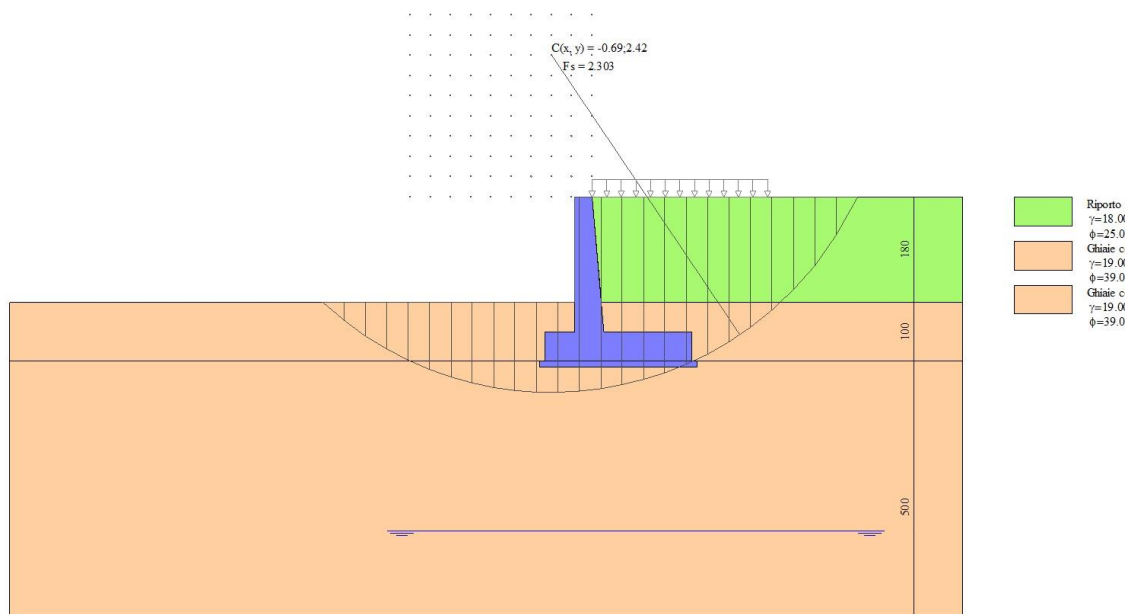 C(x, y) = -0.69;2.42
Fs = 2.303
180
100
500
Riporto
γ=18.00
ϕ=25.0
Ghiaie c
γ=19.00
ϕ=39.0
Ghiaie c
γ=19.00
ϕ=39.0